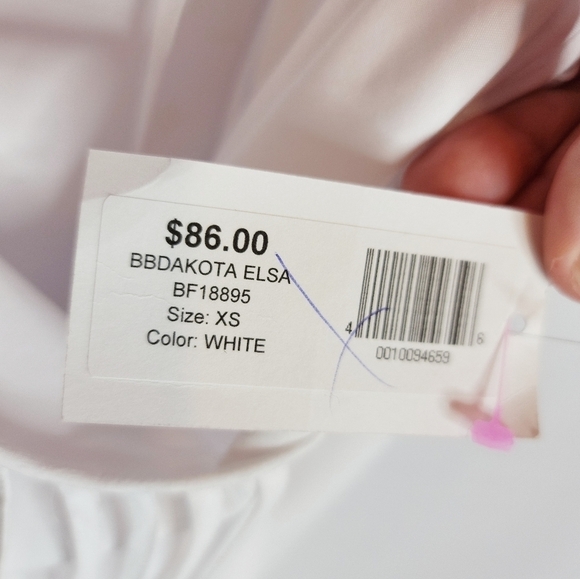 $86.00
BBDAKOTA ELSA
BF18895
Size: XS
Color: WHITE
4 6
0010094659